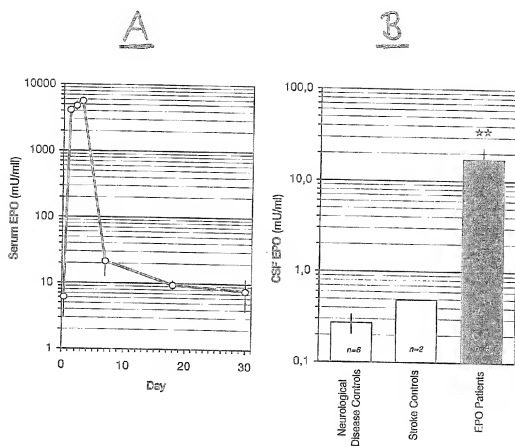 A
B
10000
1000
100
10
1
0
10
20
30
Serum EPO (mU/ml)
Day
100,0
10,0
1,0
0,1
CSF EPO (mU/ml)
**
n=6
n=2
Neurological
Disease Controls
Stroke Controls
EPO Patients